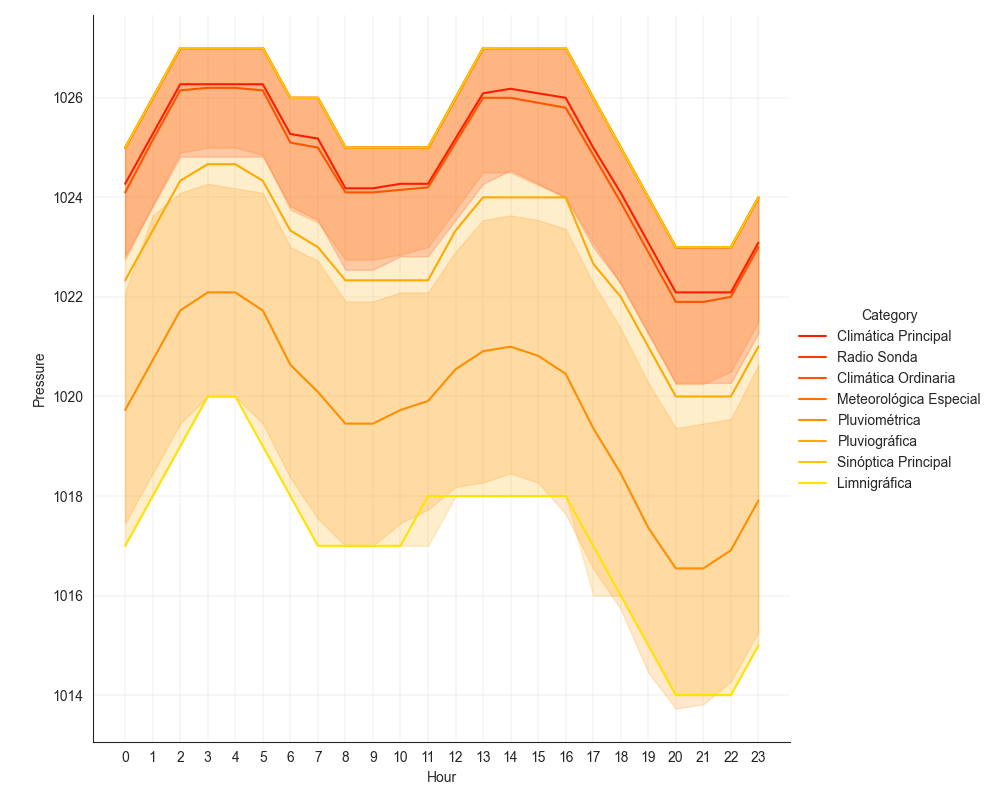 1026
1024
1022
1020
1018
1016
1014
Pressure
0 1 2 3 4 5 6 7 8 9 10 11 12 13 14 15 16 17 18 19 20 21 22 23
Hour
Category
Climática Principal
Radio Sonda
Climática Ordinaria
Meteorológica Especial
Pluviométrica
Pluviográfica
Sinóptica Principal
Limnigráfica